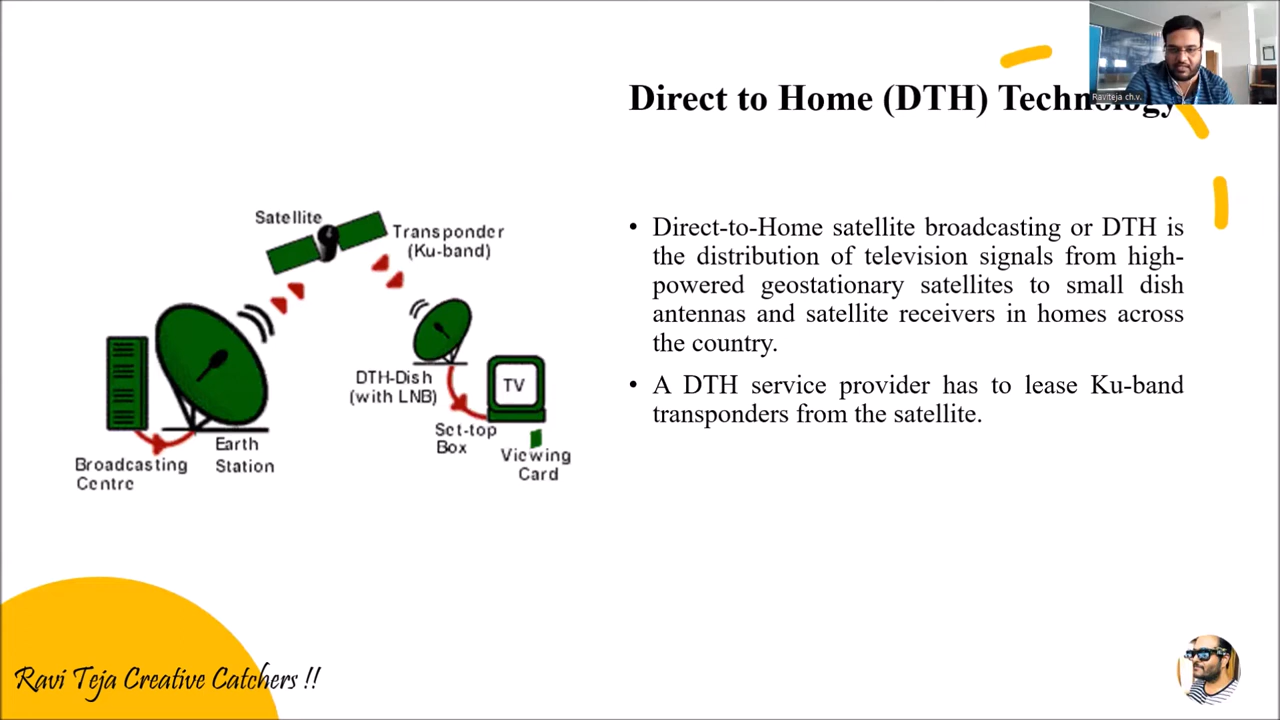 Raviteja ch.v.
Direct to Home (DTH) Technology
Satellite
Transponder
(Ku-band)
DTH-Dish
(with LNB)
TV
Set-top
Box
Viewing
Card
Earth
Station
Broadcasting
Centre
• Direct-to-Home satellite broadcasting or DTH is
the distribution of television signals from high-
powered geostationary satellites to small dish
antennas and satellite receivers in homes across
the country.
• A DTH service provider has to lease Ku-band
transponders from the satellite.
Ravi Teja Creative Catchers !!